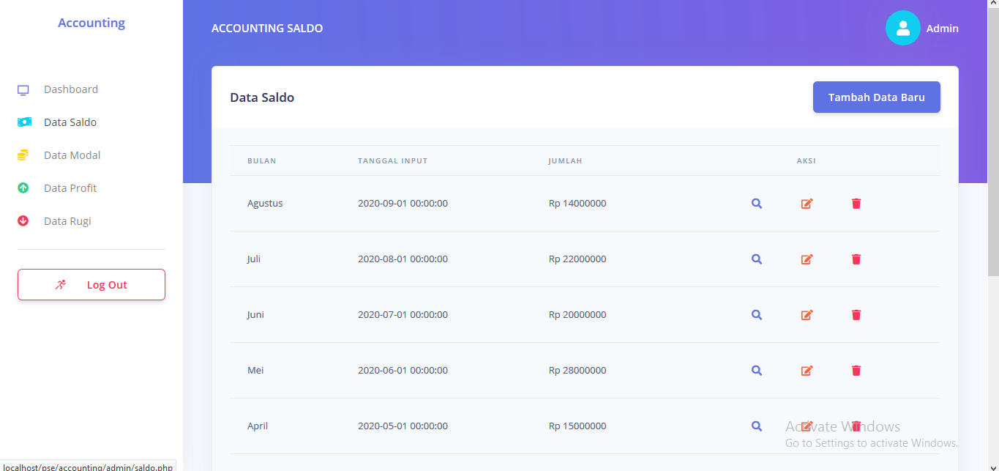 Accounting
ACCOUNTING SALDO
Admin
Dashboard
Data Saldo
Data Modal
Data Profit
Data Rugi
Log Out
Data Saldo
Tambah Data Baru
BULAN TANGGAL INPUT JUMLAH AKSI
Agustus 2020-09-01 00:00:00 Rp 14000000
Juli 2020-08-01 00:00:00 Rp 22000000
Juni 2020-07-01 00:00:00 Rp 20000000
Mei 2020-06-01 00:00:00 Rp 28000000
April 2020-05-01 00:00:00 Rp 15000000
Activate Windows
Go to Settings to activate Windows.
localhost/pse/accounting/admin/saldo.php